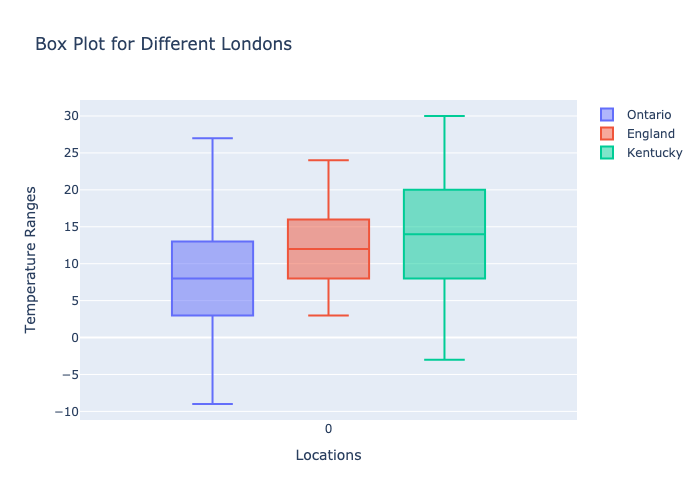 Box Plot for Different Londons
Ontario
England
Kentucky
30
25
20
15
10
5
0
−5
−10
Temperature Ranges
0
Locations